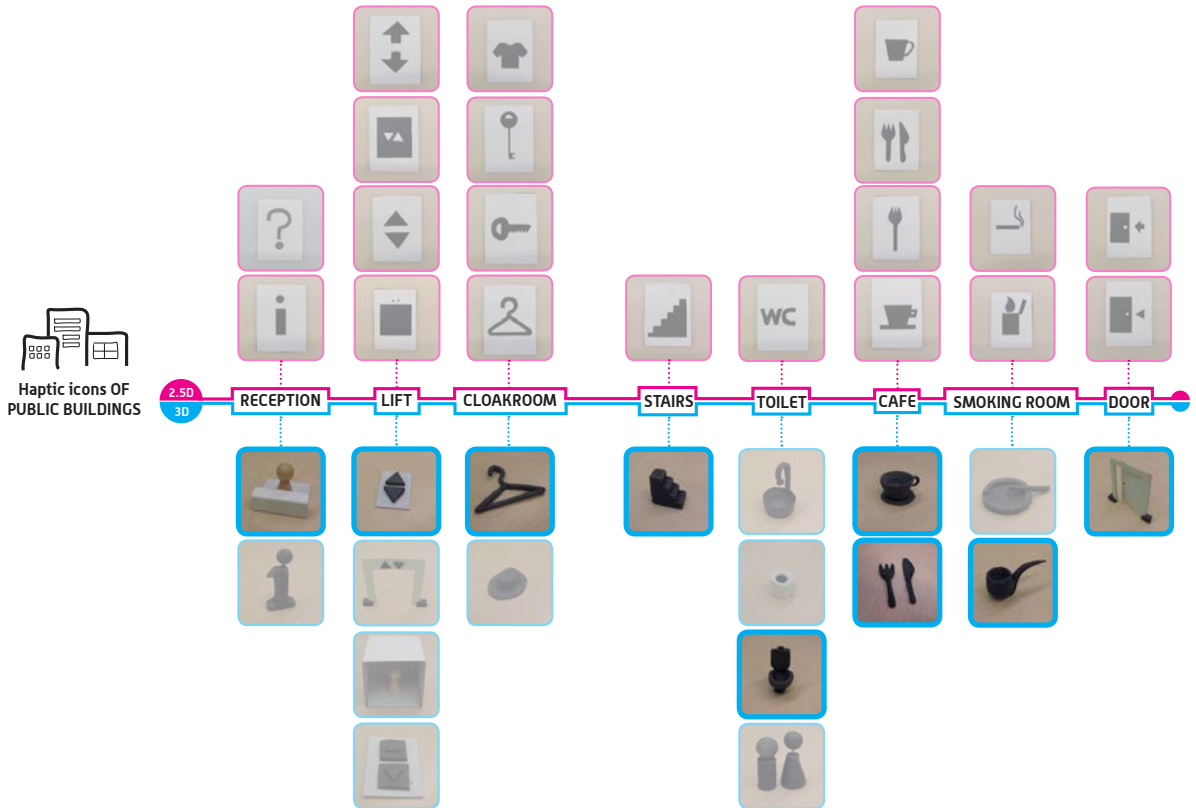 ?
i
WC
Haptic icons OF
PUBLIC BUILDINGS
2.5D
3D
RECEPTION
LIFT
CLOAKROOM
STAIRS
TOILET
CAFE
SMOKING ROOM
DOOR